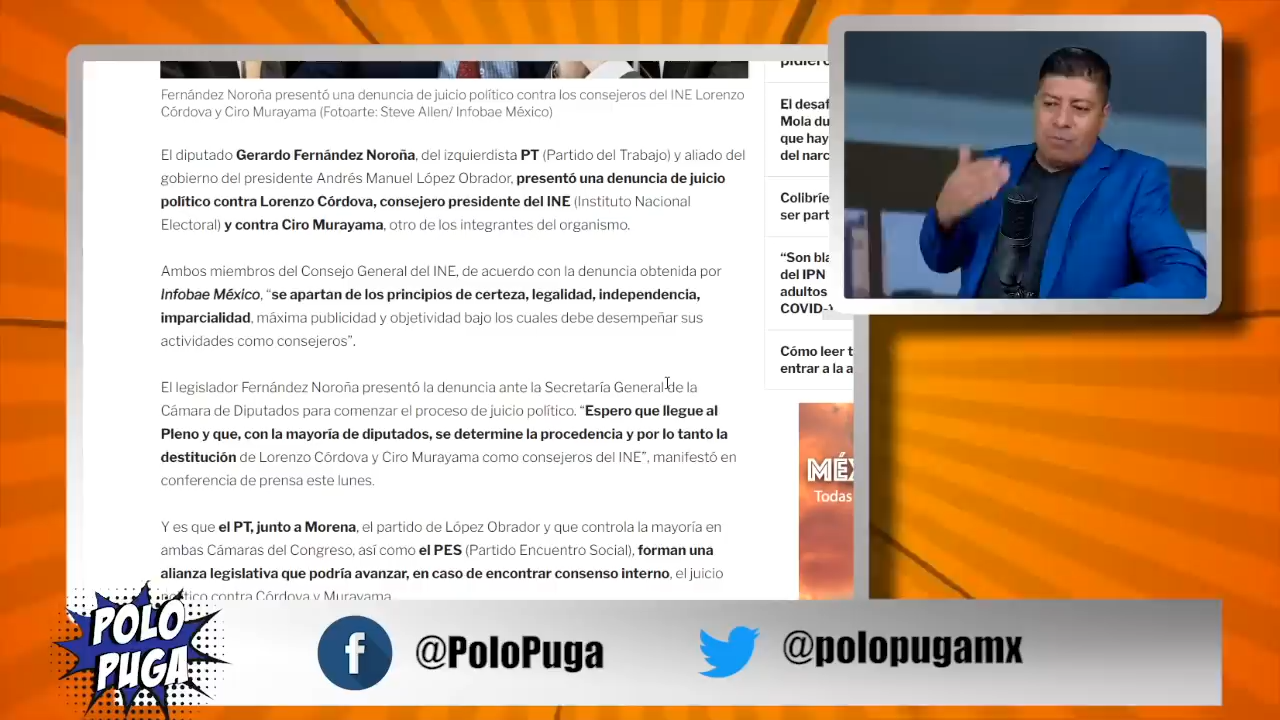 Fernández Noroña presentó una denuncia de juicio político contra los consejeros del INE Lorenzo
Córdova y Ciro Murayama (Fotoarte: Steve Allen/ Infobae México)
El diputado Gerardo Fernández Noroña, del izquierdista PT (Partido del Trabajo) y aliado del
gobierno del presidente Andrés Manuel López Obrador, presentó una denuncia de juicio
político contra Lorenzo Córdova, consejero presidente del INE (Instituto Nacional
Electoral) y contra Ciro Murayama, otro de los integrantes del organismo.
Ambos miembros del Consejo General del INE, de acuerdo con la denuncia obtenida por
Infobae México, “se apartan de los principios de certeza, legalidad, independencia,
imparcialidad, máxima publicidad y objetividad bajo los cuales debe desempeñar sus
actividades como consejeros”.
El legislador Fernández Noroña presentó la denuncia ante la Secretaría General de la
Cámara de Diputados para comenzar el proceso de juicio político. “Espero que llegue al
Pleno y que, con la mayoría de diputados, se determine la procedencia y por lo tanto la
destitución de Lorenzo Córdova y Ciro Murayama como consejeros del INE”, manifestó en
conferencia de prensa este lunes.
Y es que el PT, junto a Morena, el partido de López Obrador y que controla la mayoría en
ambas Cámaras del Congreso, así como el PES (Partido Encuentro Social), forman una
alianza legislativa que podría avanzar, en caso de encontrar consenso interno, el juicio
político contra Córdova y Murayama
pidieron
El desaf
Mola du
que hay
del narc
Colibríe
ser part
“Son bla
del IPN
adultos
COVID-
Cómo leer t
entrar a la a
MÉX
Todas
POLO
PUGA
f
@PoloPuga
@polopugamx